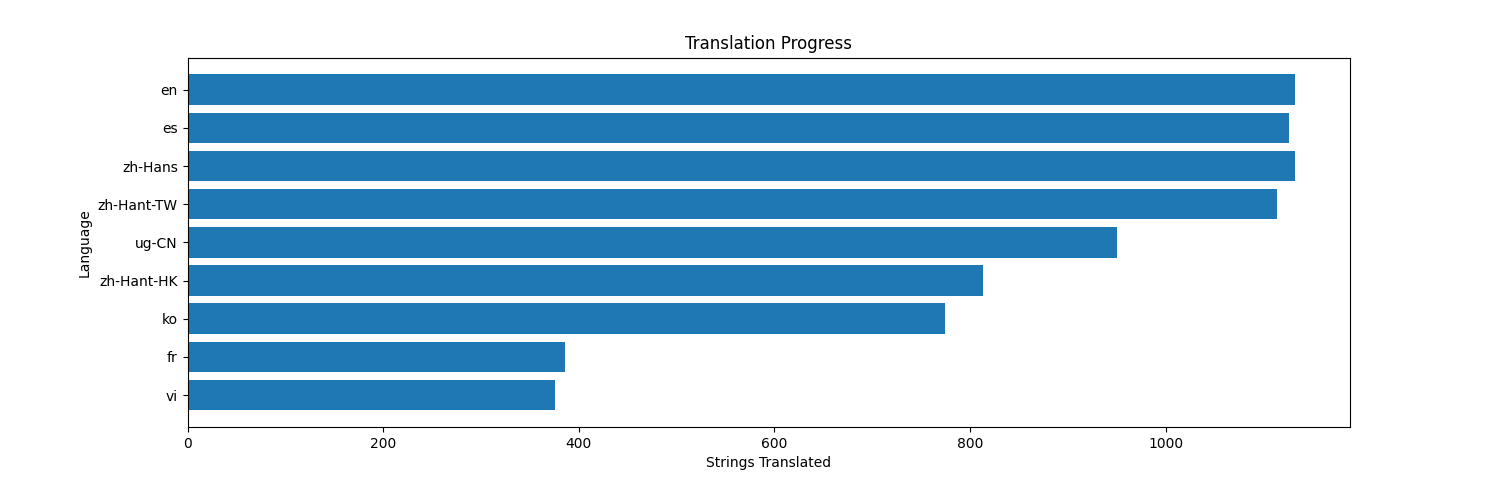 Translation Progress
en
es
zh-Hans
zh-Hant-TW
ug-CN
zh-Hant-HK
ko
fr
vi
Language
0 200 400 600 800 1000
Strings Translated